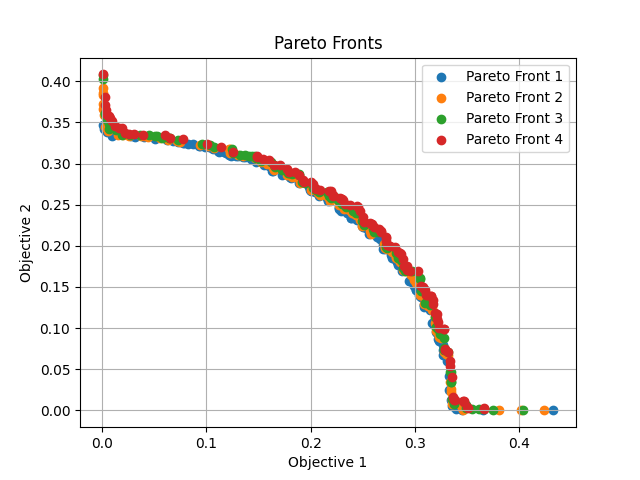 Pareto Fronts
Pareto Front 1
Pareto Front 2
Pareto Front 3
Pareto Front 4
Objective 2
0.40
0.35
0.30
0.25
0.20
0.15
0.10
0.05
0.00
0.0 0.1 0.2 0.3 0.4
Objective 1